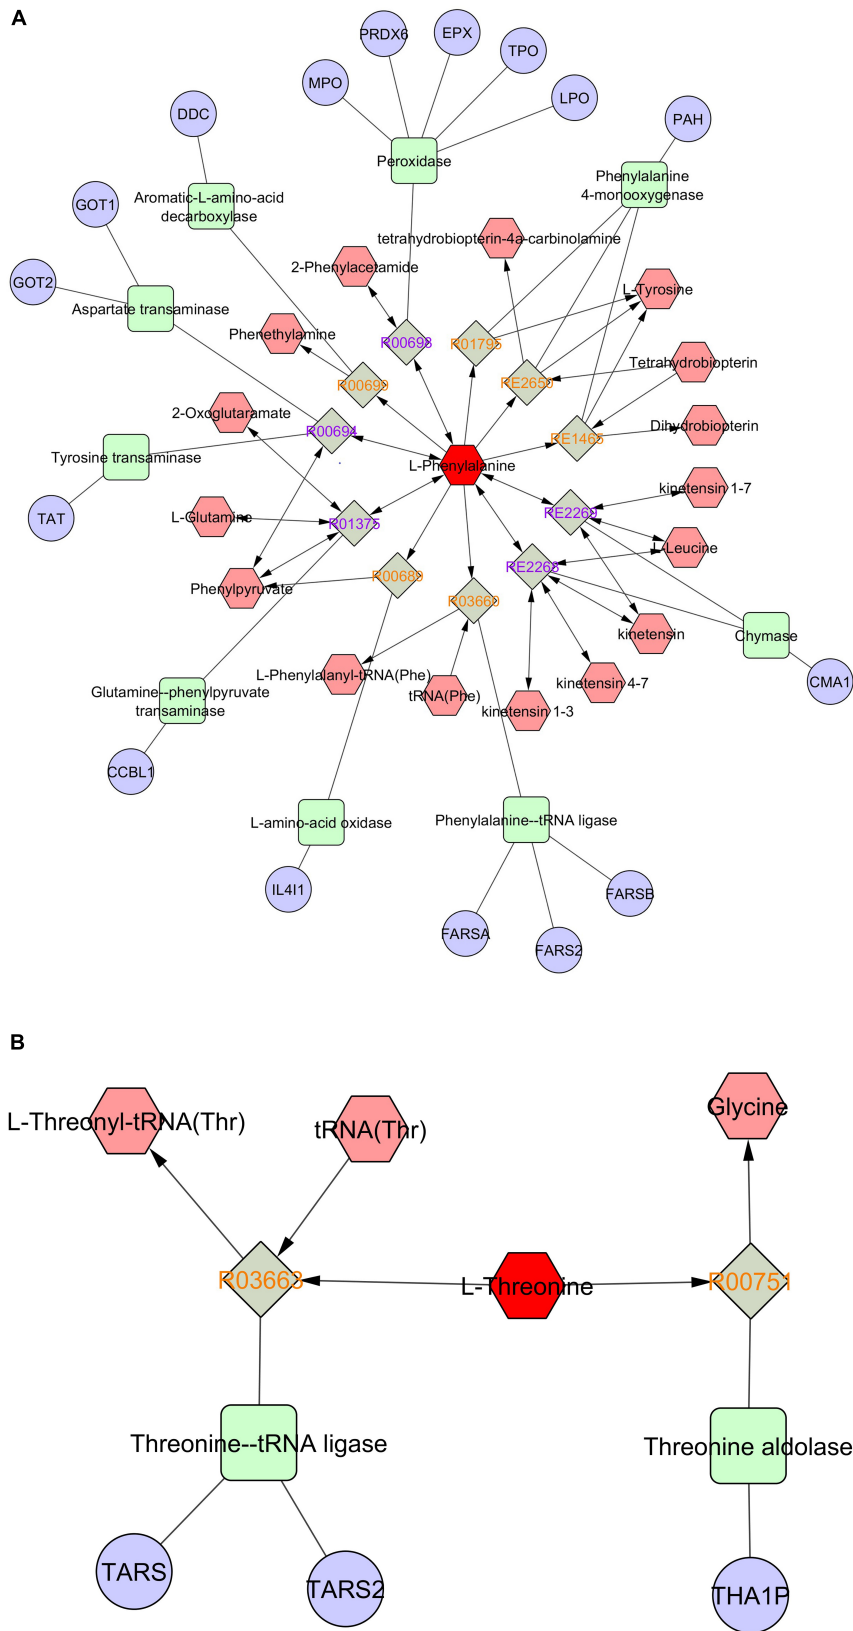 A
PRDX6
EPX
TPO
MPO
LPO
DDC
PAH
Peroxidase
Phenylalanine
4-monooxygenase
Aromatic-L-amino-acid
decarboxylase
GOT1
tetrahydrobiopterin-4a-carbinolamine
2-Phenylacetamide
GOT2
L-Tyrosine
Aspartate transaminase
Phenethylamine
R00698
R01795
Tetrahydrobiopterin
R00699
RE2650
2-Oxoglutaramate
Dihydrobiopterin
R00694
RE1465
Tyrosine transaminase
L-Phenylalanine
kinetensin 1-7
TAT
L-Glutamine
R01375
RE2269
L-Leucine
RE2268
Phenylpyruvate
R00689
R03660
kinetensin
Chymase
L-Phenylalanyl-tRNA(Phe)
kinetensin 4-7
CMA1
Glutamine--phenylpyruvate
transaminase
tRNA(Phe)
kinetensin 1-3
CCBL1
L-amino-acid oxidase
Phenylalanine--tRNA ligase
IL4I1
FARSB
FARSA
FARS2
B
L-Threonyl-tRNA(Thr)
tRNA(Thr)
Glycine
R03663
L-Threonine
R00751
Threonine--tRNA ligase
Threonine aldolase
TARS
TARS2
THA1P